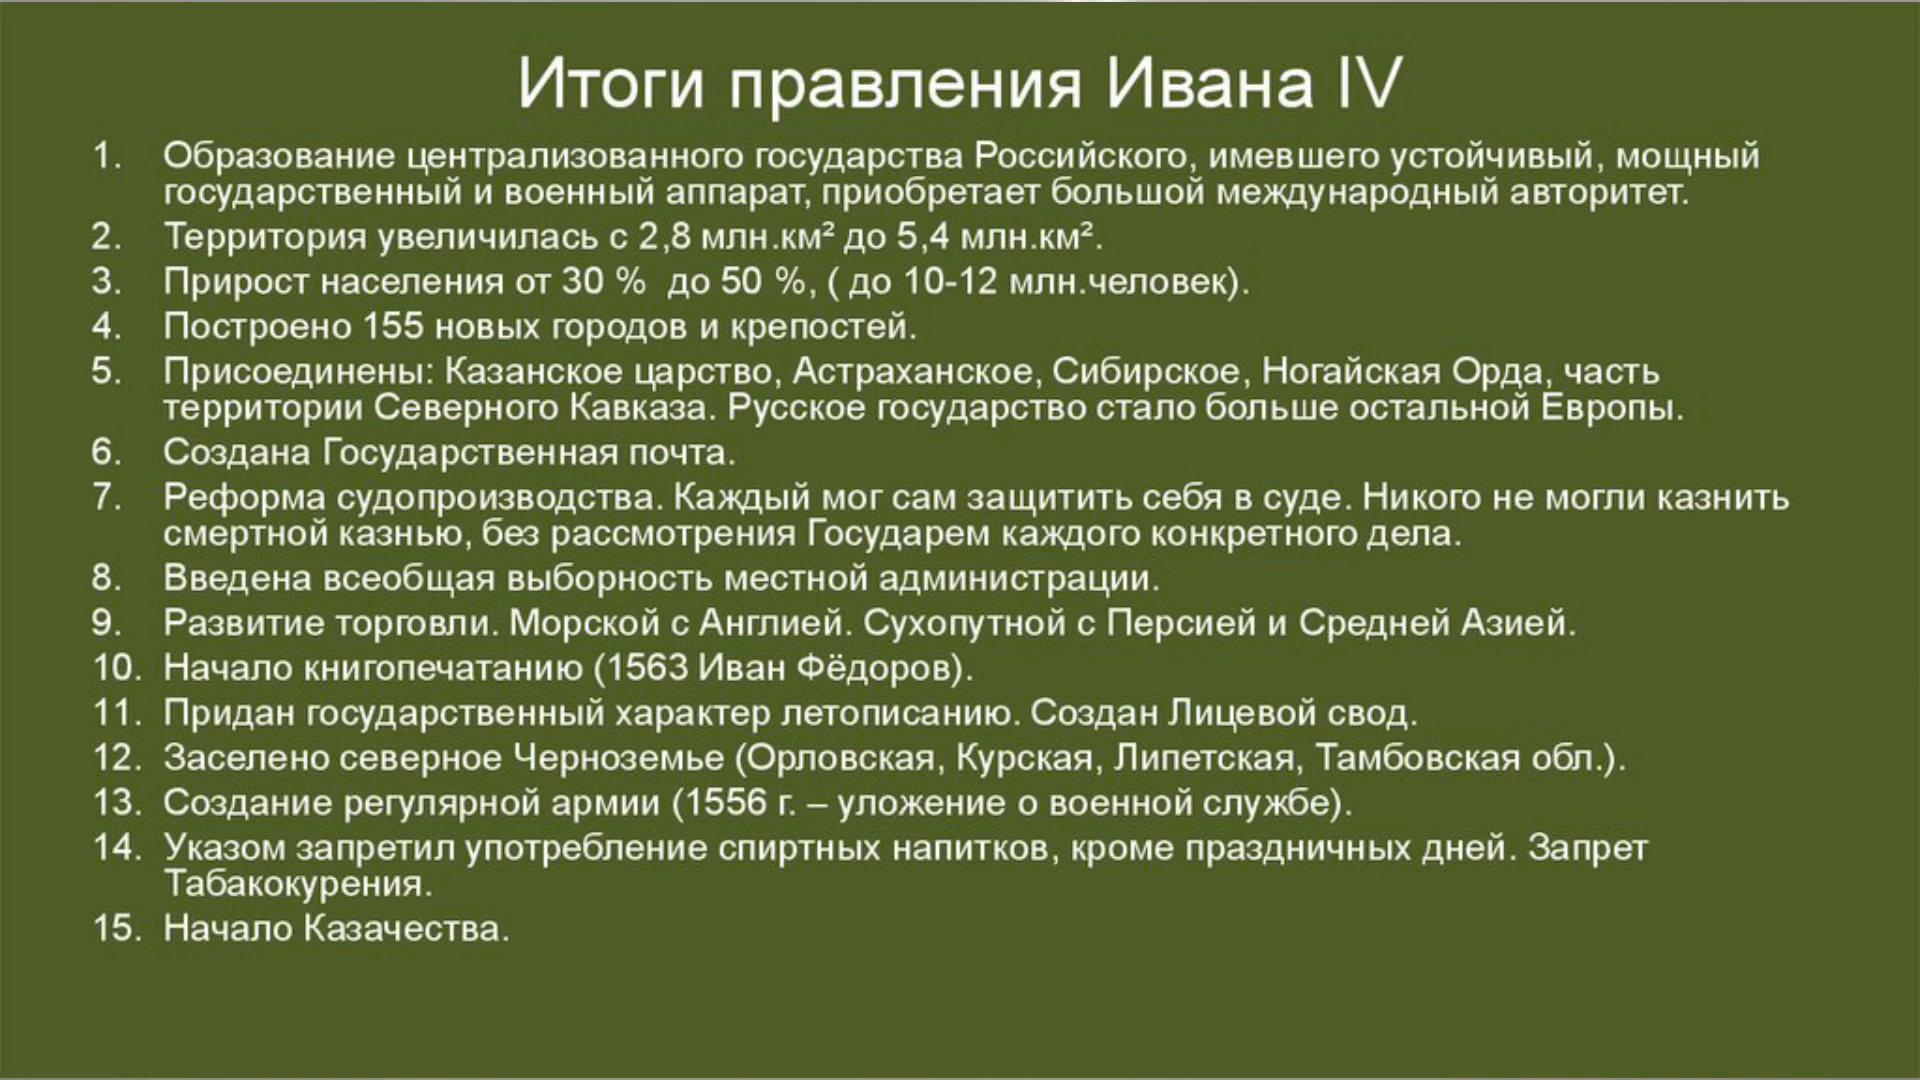 Итоги правления Ивана IV
1. Образование централизованного государства Российского, имевшего устойчивый, мощный
государственный и военный аппарат, приобретает большой международный авторитет.
2. Территория увеличилась с 2,8 млн.км² до 5,4 млн.км².
3. Прирост населения от 30 % до 50 %, ( до 10-12 млн.человек).
4. Построено 155 новых городов и крепостей.
5. Присоединены: Казанское царство, Астраханское, Сибирское, Ногайская Орда, часть
территории Северного Кавказа. Русское государство стало больше остальной Европы.
6. Создана Государственная почта.
7. Реформа судопроизводства. Каждый мог сам защитить себя в суде. Никого не могли казнить
смертной казнью, без рассмотрения Государем каждого конкретного дела.
8. Введена всеобщая выборность местной администрации.
9. Развитие торговли. Морской с Англией. Сухопутной с Персией и Средней Азией.
10. Начало книгопечатанию (1563 Иван Фёдоров).
11. Придан государственный характер летописанию. Создан Лицевой свод.
12. Заселено северное Черноземье (Орловская, Курская, Липетская, Тамбовская обл.).
13. Создание регулярной армии (1556 г. – уложение о военной службе).
14. Указом запретил употребление спиртных напитков, кроме праздничных дней. Запрет
Табакокурения.
15. Начало Казачества.